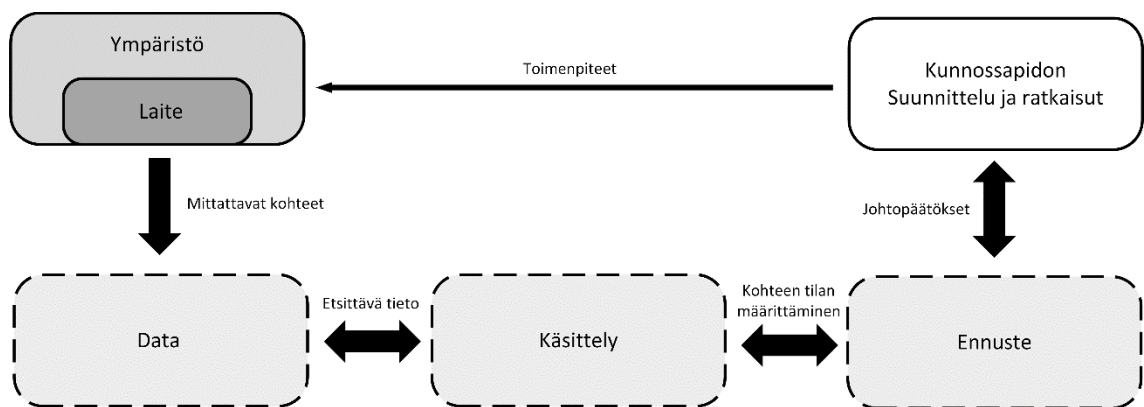 Ympäristö
Laite
Toimenpiteet
Kunnossapidon
Suunnittelu ja ratkaisut
Mittattavat kohteet
Johtopäätökset
Data
Etsittävä tieto
Käsittely
Kohteen tilan
määrittäminen
Ennuste